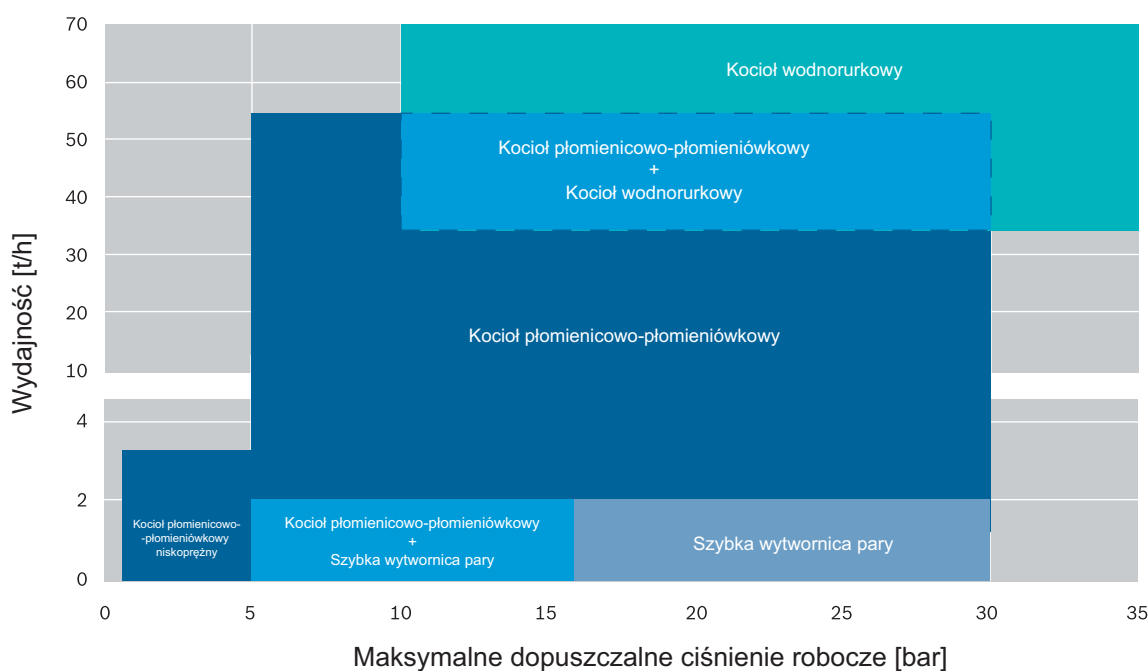 70
60
50
40
30
20
10
4
2
0
Wydajność [t/h]
Kocioł wodnorurkowy
Kocioł płomienicowo-płomieniówkowy
+
Kocioł wodnorurkowy
Kocioł płomienicowo-płomieniówkowy
Kocioł płomienicowo-
-płomieniówkowy
niskoprężny
Kocioł płomienicowo-płomieniówkowy
+
Szybka wytwornica pary
Szybka wytwornica pary
0 5 10 15 20 25 30 35
Maksymalne dopuszczalne ciśnienie robocze [bar]